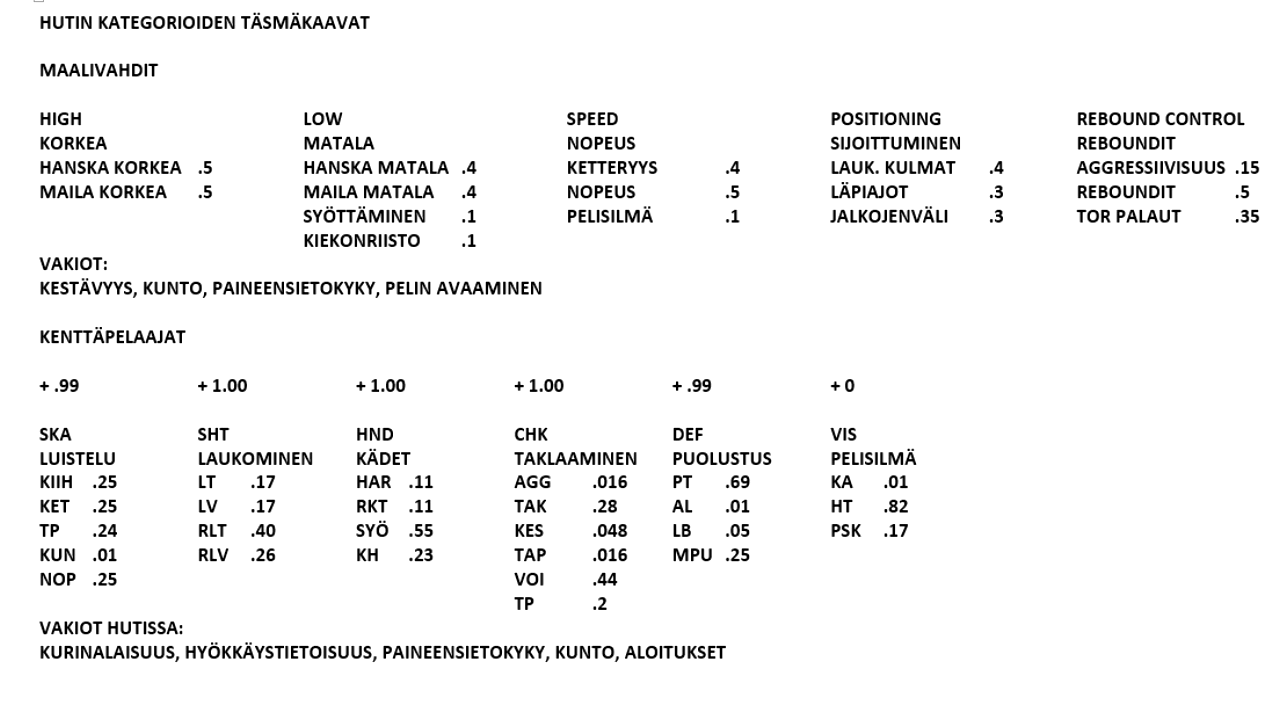 HUTIN KATEGORIOIDEN TÄSMÄKAAVAT
MAALIVAHDIT
HIGH LOW SPEED POSITIONING REBOUND CONTROL
KORKEA MATALA NOPEUS SIJOITTUMINEN REBOUNDIT
HANSKA KORKEA .5 HANSKA MATALA .4 KETTERYYS .4 LAUK. KULMAT .4 AGGRESSIIVISUUS .15
MAILA KORKEA .5 MAILA MATALA .4 NOPEUS .5 LÄPIAJOT .3 REBOUNDIT .5
SYÖTTÄMINEN .1 PELISILMÄ .1 JALKOJENVÄLI .3 TOR PALAUT .35
KIEKONRIISTO .1
VAKIOT:
KESTÄVYYS, KUNTO, PAINEENSIETOKYKY, PELIN AVAAMINEN
KENTTÄPELAAJAT
+ .99 + 1.00 + 1.00 + 1.00 + .99 + 0
SKA SHT HND CHK DEF VIS
LUISTELU LAUKOMINEN KÄDET TAKLAAMINEN PUOLUSTUS PELISILMÄ
KIIH .25 LT .17 HAR .11 AGG .016 PT .69 KA .01
KET .25 LV .17 RKT .11 TAK .28 AL .01 HT .82
TP .24 RLT .40 SYÖ .55 KES .048 LB .05 PSK .17
KUN .01 RLV .26 KH .23 TAP .016 MPU .25
NOP .25 VOI .44
TP .2
VAKIOT HUTISSA:
KURINALAISUUS, HYÖKKÄYSTIETOISUUS, PAINEENSIETOKYKY, KUNTO, ALOITUKSET